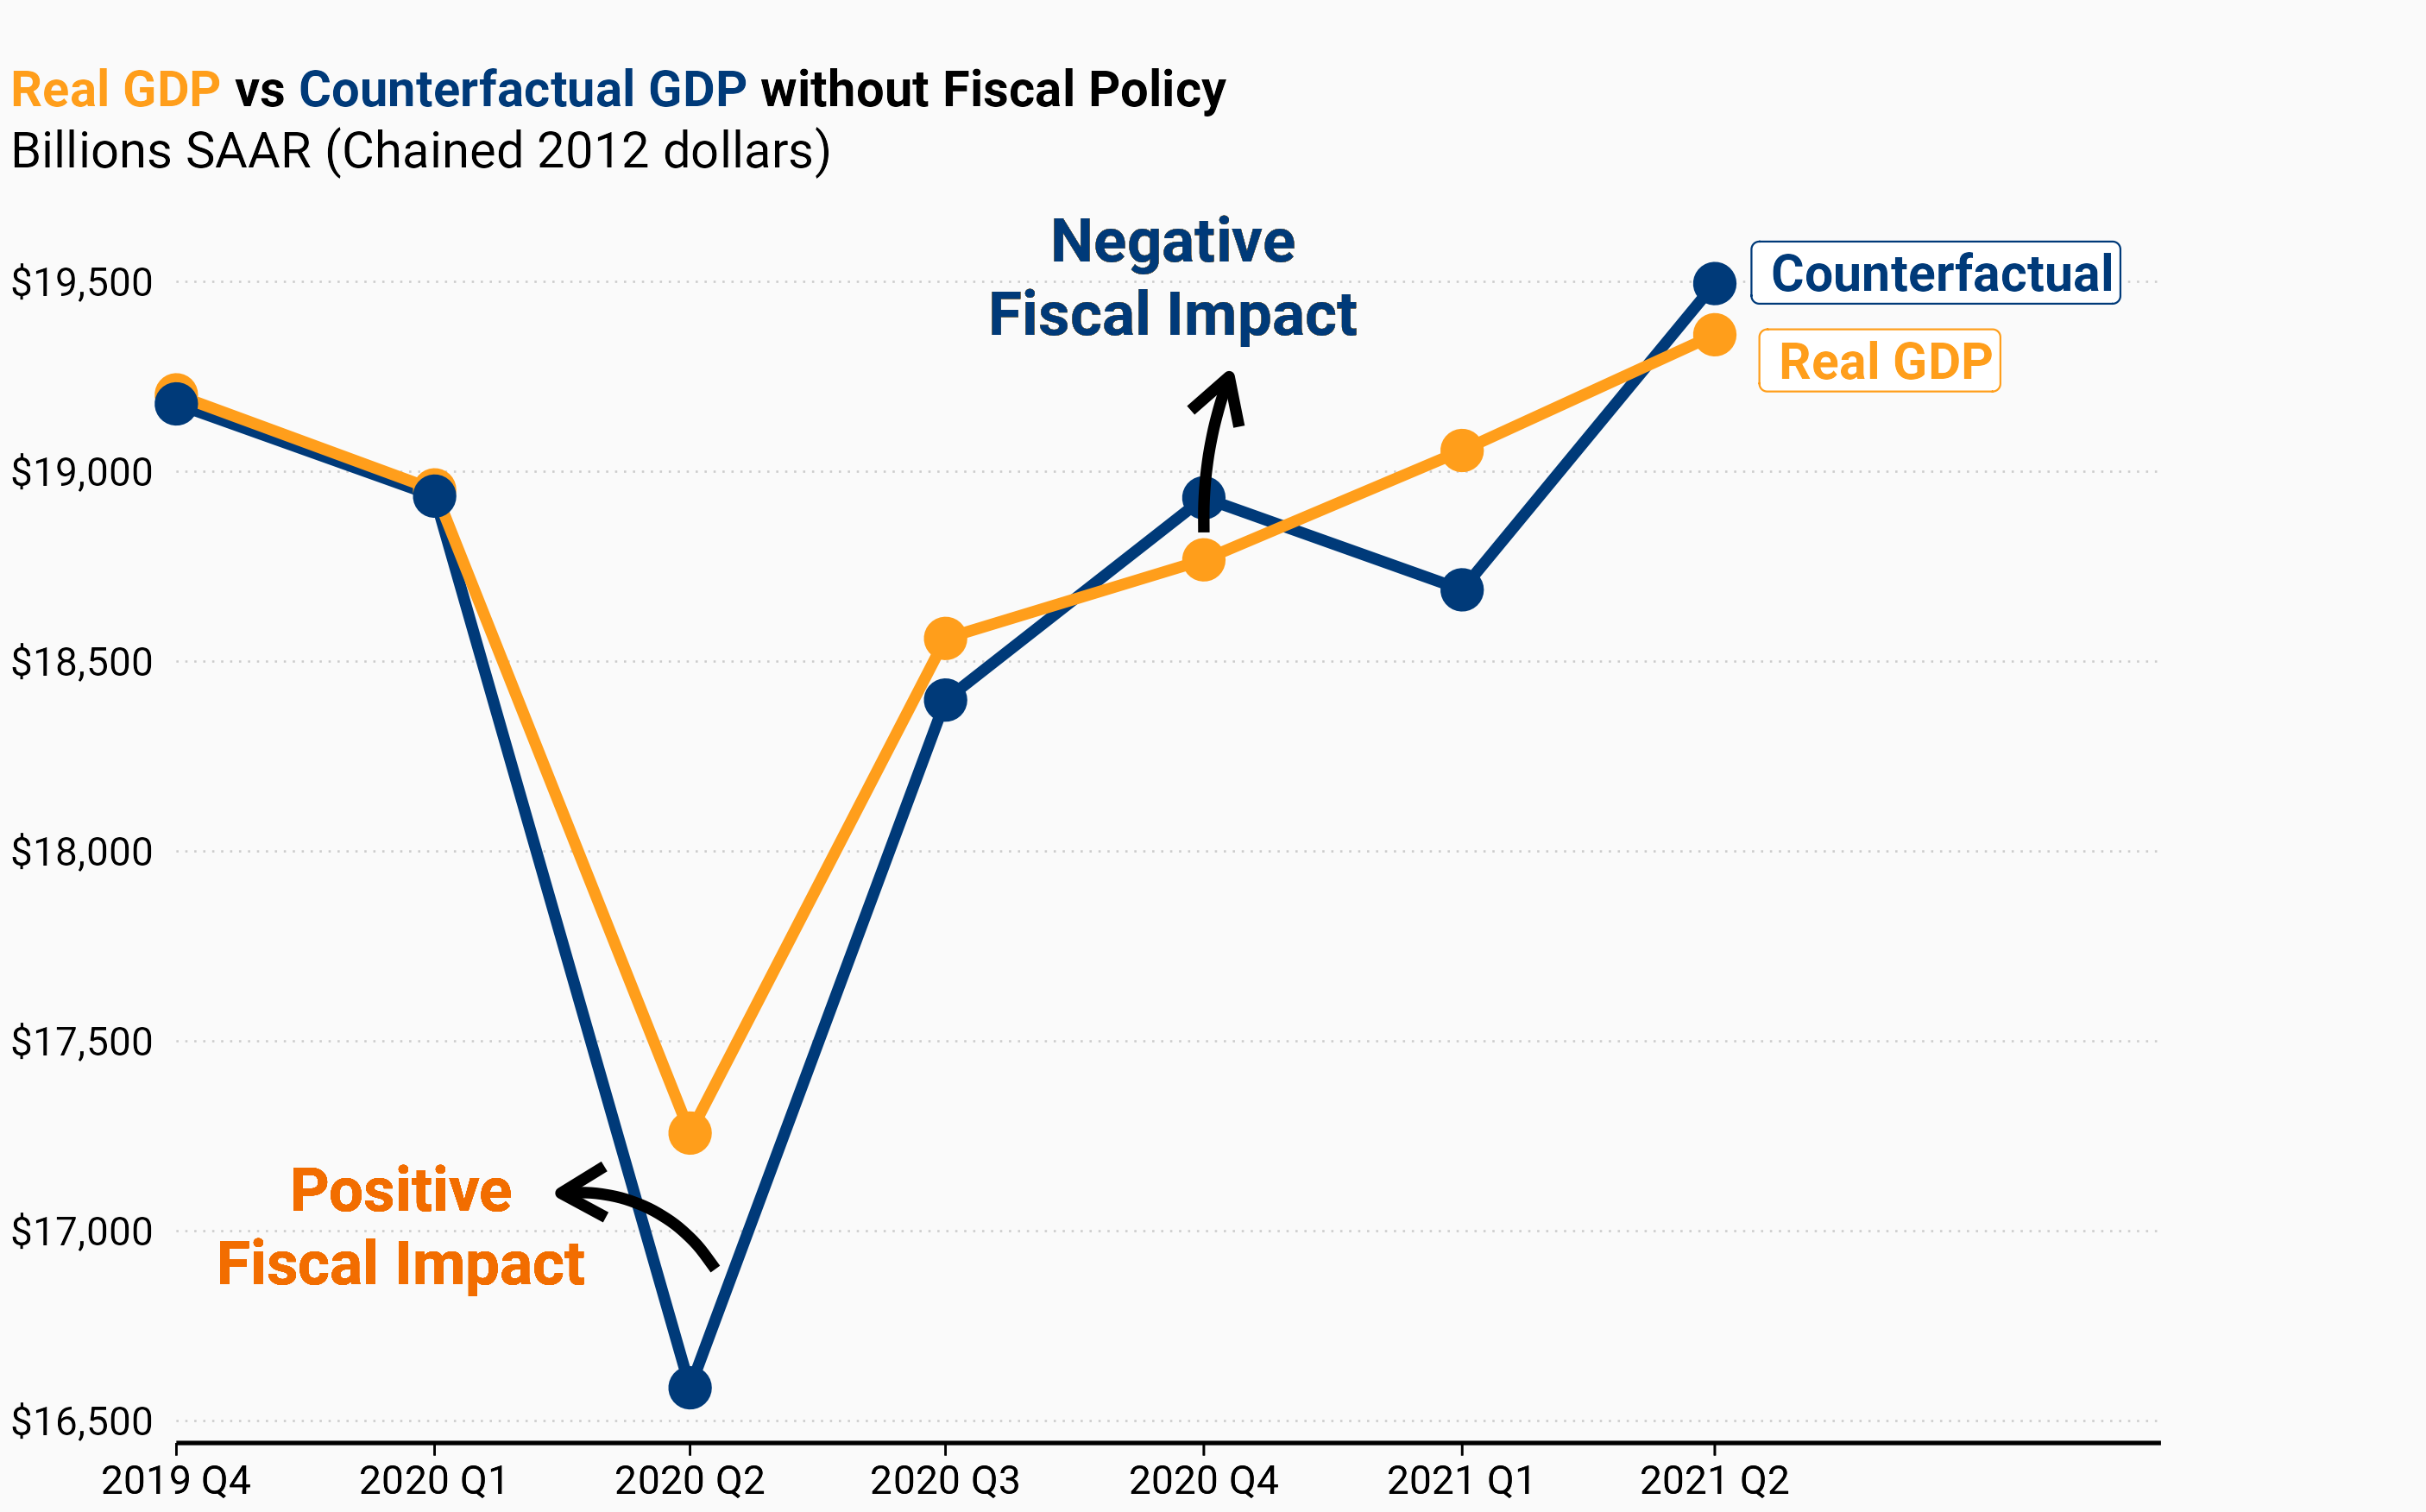 Real GDP vs Counterfactual GDP without Fiscal Policy
Billions SAAR (Chained 2012 dollars)
Negative
Fiscal Impact
Counterfactual
Real GDP
$19,500
$19,000
$18,500
$18,000
$17,500
$17,000
$16,500
Positive
Fiscal Impact
2019 Q4
2020 Q1
2020 Q2
2020 Q3
2020 Q4
2021 Q1
2021 Q2